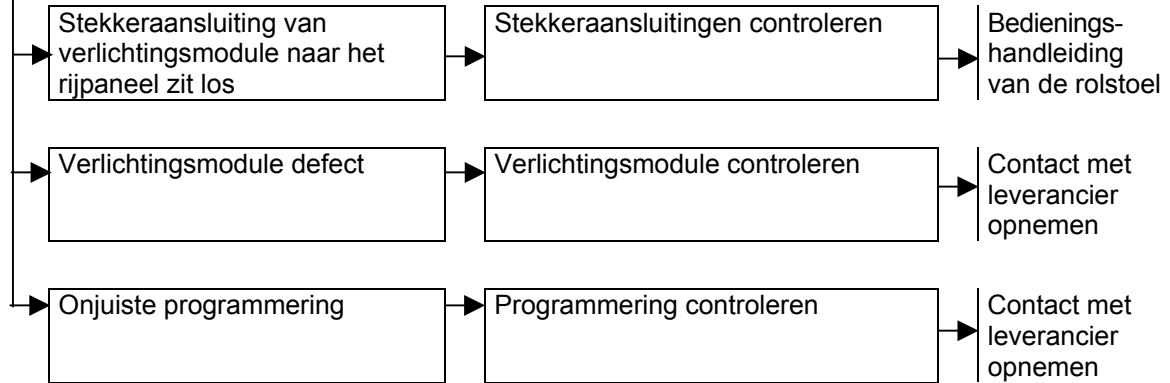 Stekkeraansluiting van
verlichtingsmodule naar het
rijpaneel zit los
Stekkeraansluitingen controleren
Bedienings-
handleiding
van de rolstoel
Verlichtingsmodule defect
Verlichtingsmodule controleren
Contact met
leverancier
opnemen
Onjuiste programmering
Programmering controleren
Contact met
leverancier
opnemen